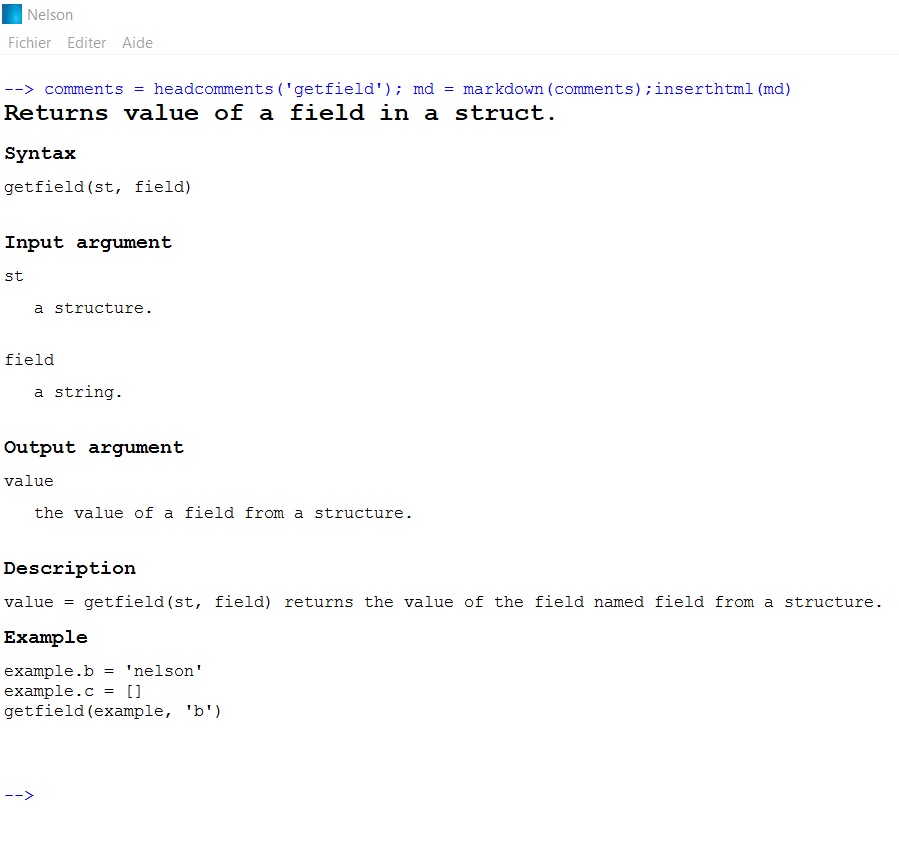 Nelson
Fichier Editer Aide
--> comments = headcomments('getfield'); md = markdown(comments);inserthtml(md)
Returns value of a field in a struct.
Syntax
getfield(st, field)
Input argument
st
a structure.
field
a string.
Output argument
value
the value of a field from a structure.
Description
value = getfield(st, field) returns the value of the field named field from a structure.
Example
example.b = 'nelson'
example.c = []
getfield(example, 'b')
-->